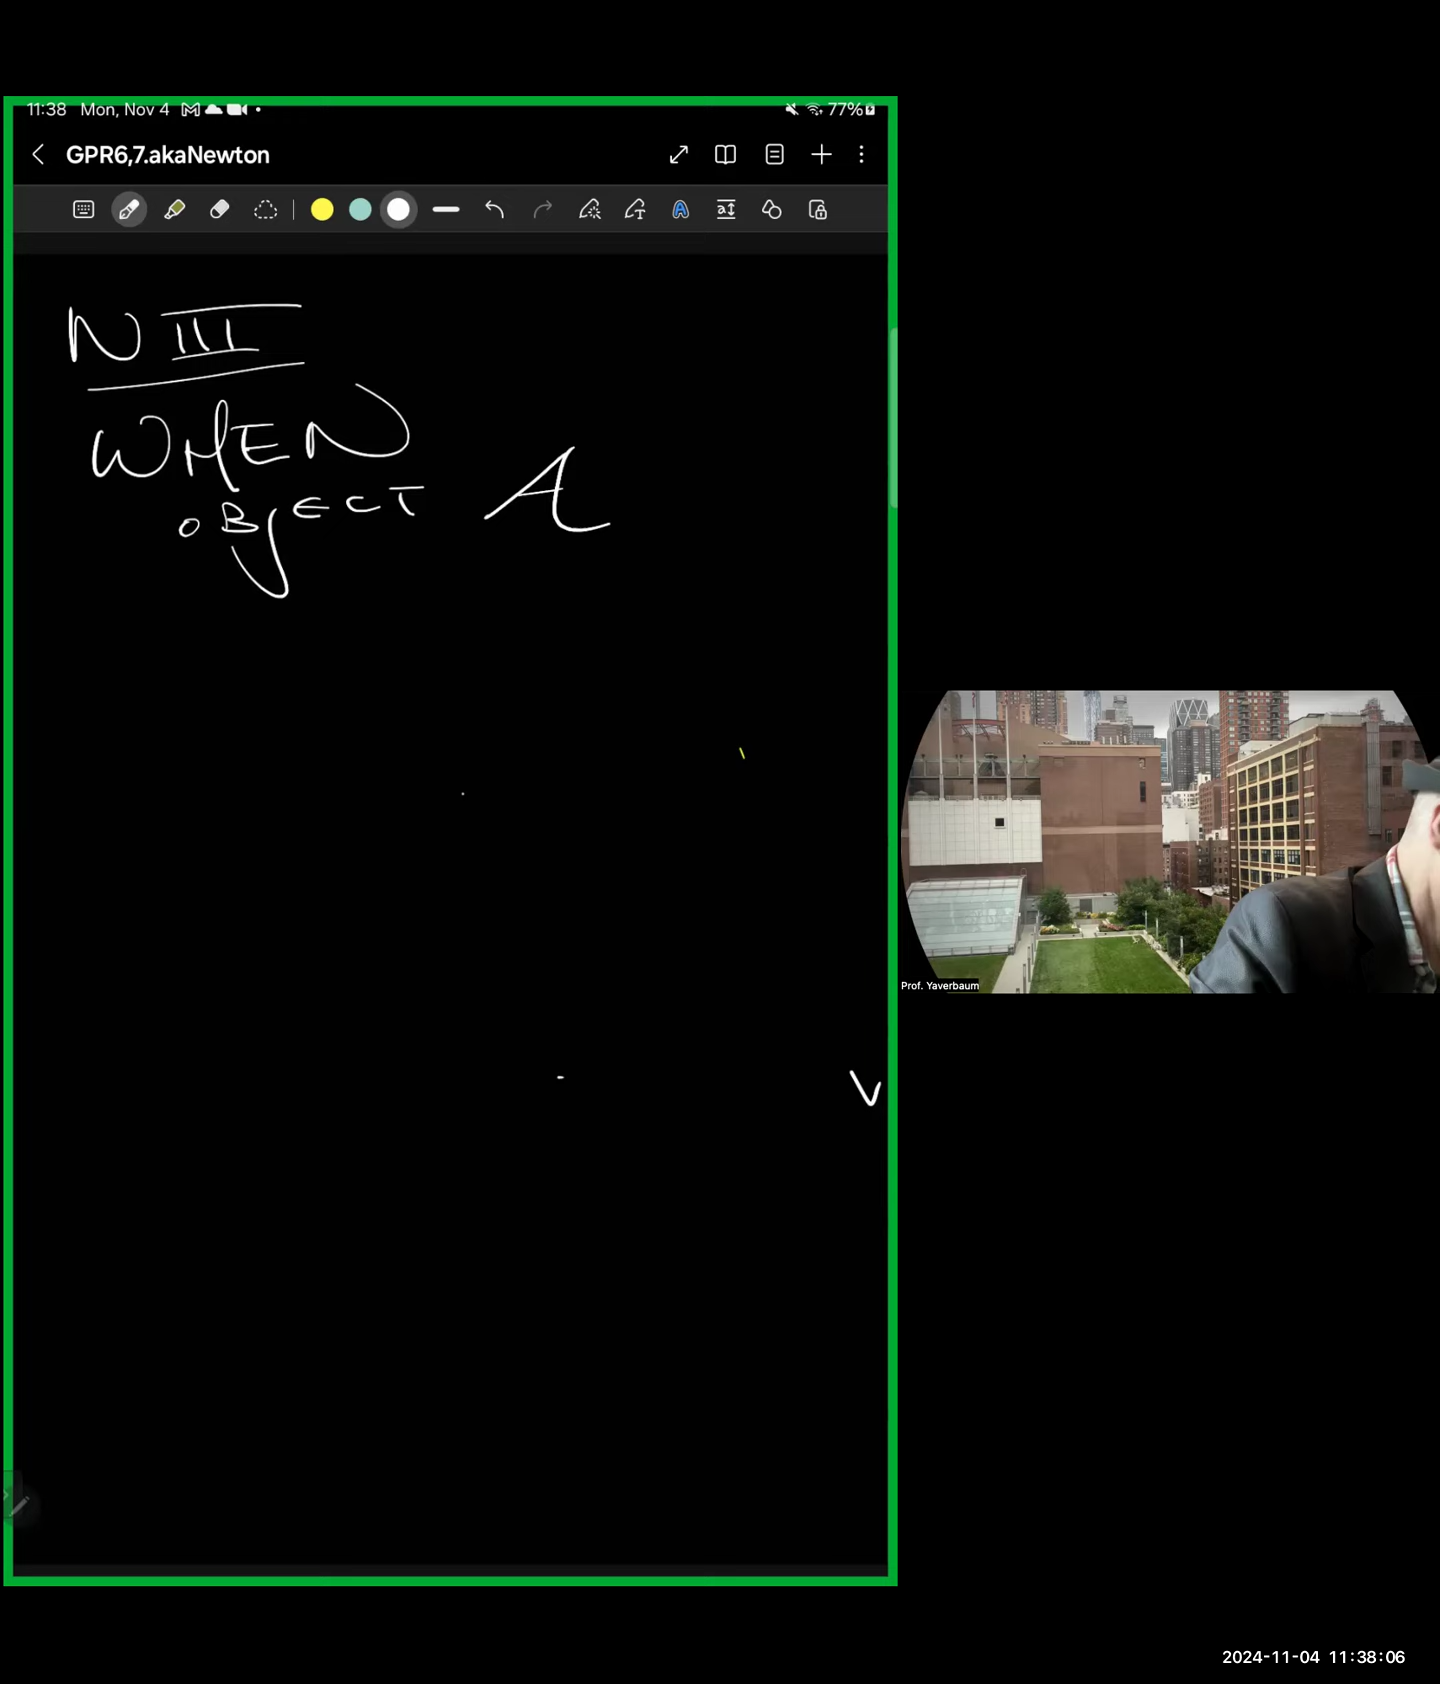 11:38 Mon, Nov 4 77%
GPR6,7.akaNewton
N III
WHEN
OBJECT A
V
Prof. Yaverbaum
2024-11-04 11:38:06